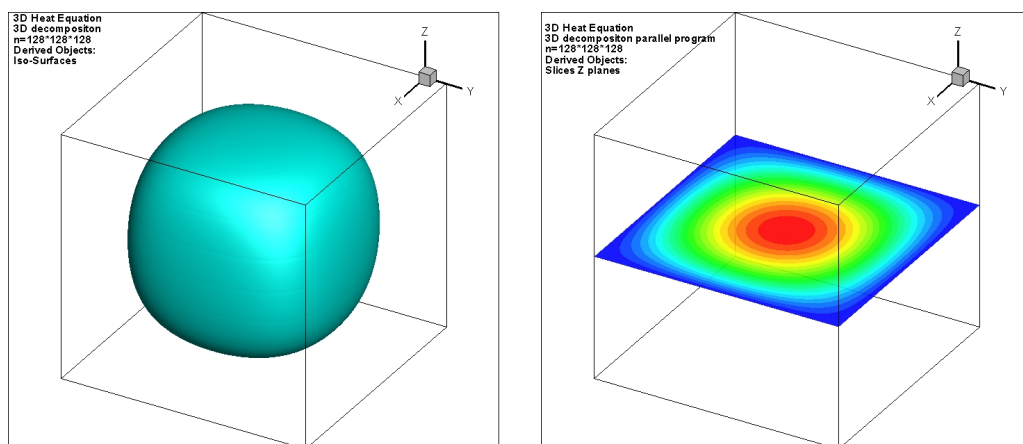 3D Heat Equation
3D decompositon
n=128*128*128
Derived Objects:
Iso-Surfaces
Z
X
Y
3D Heat Equation
3D decompositon parallel program
n=128*128*128
Derived Objects:
Slices Z planes
Z
X
Y